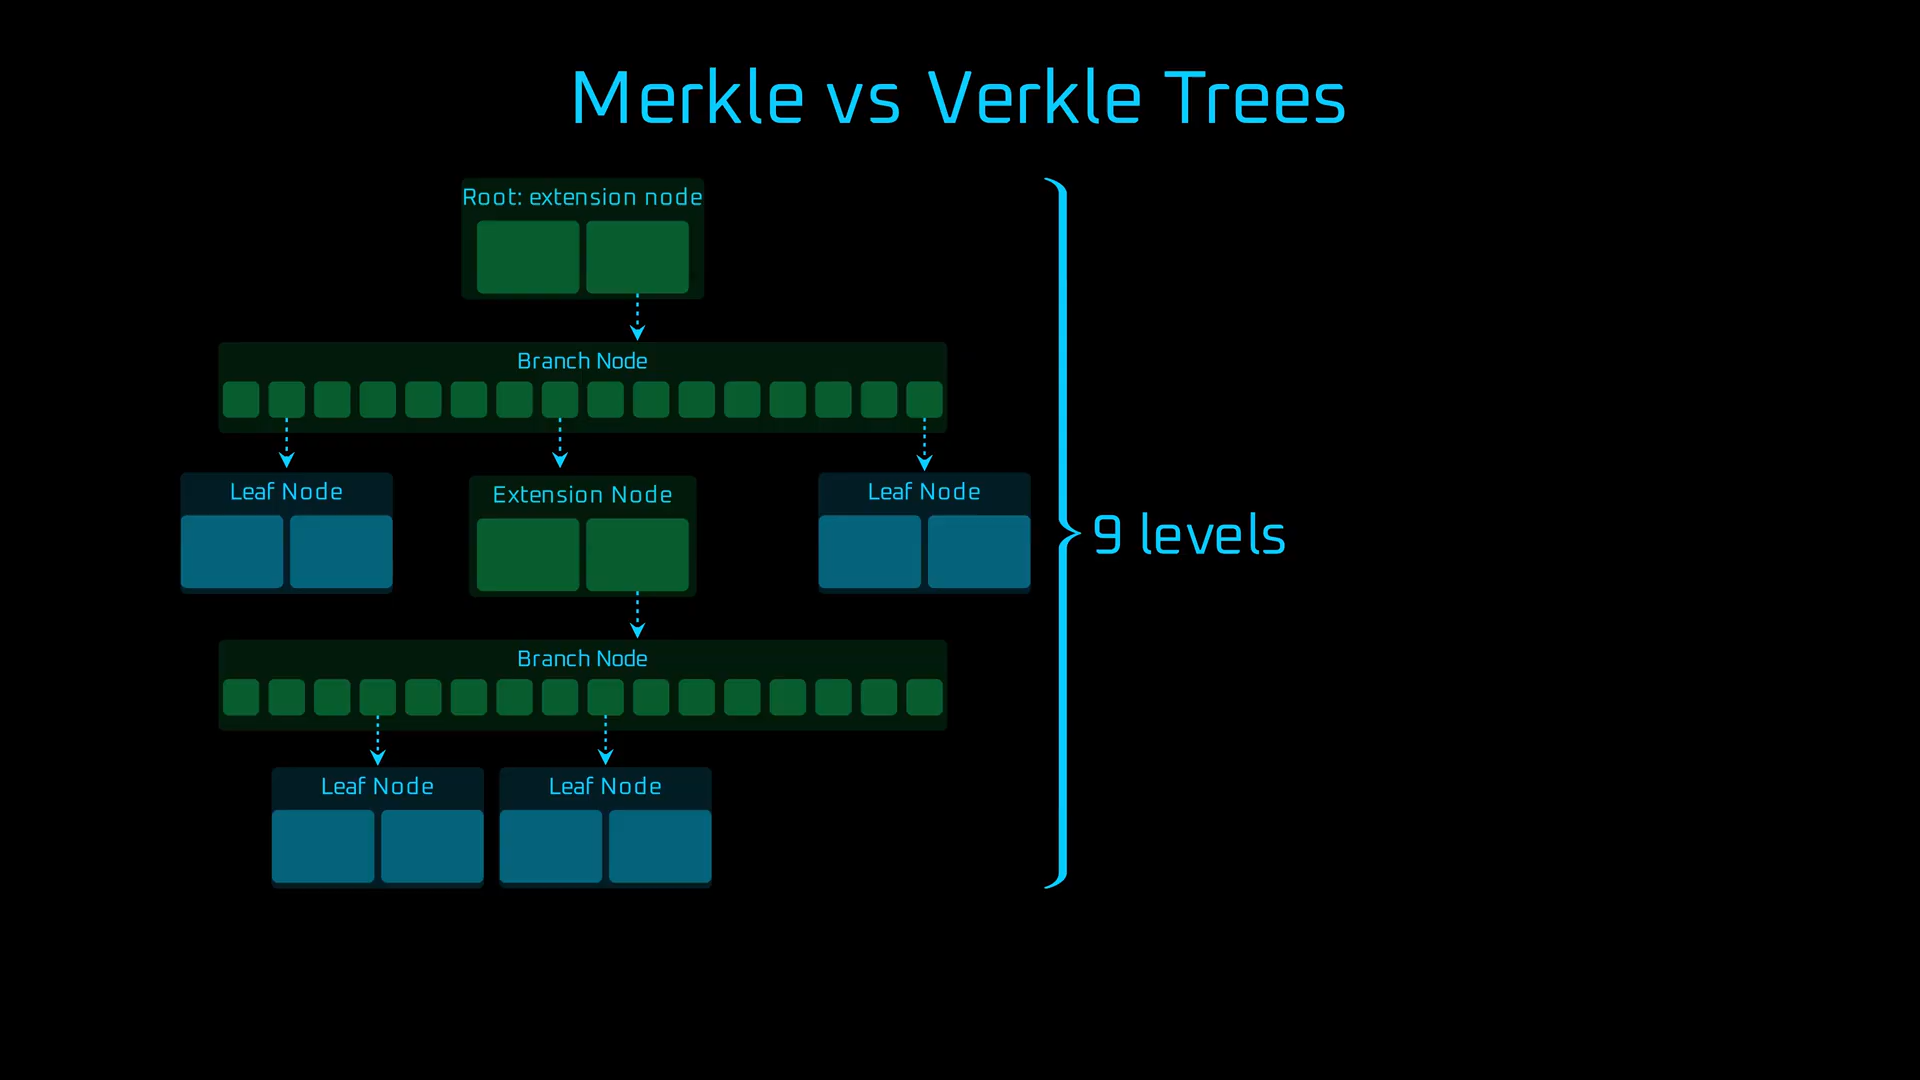 Merkle vs Verkle Trees
Root: extension node
Branch Node
Leaf Node
Extension Node
Leaf Node
9 levels
Branch Node
Leaf Node
Leaf Node